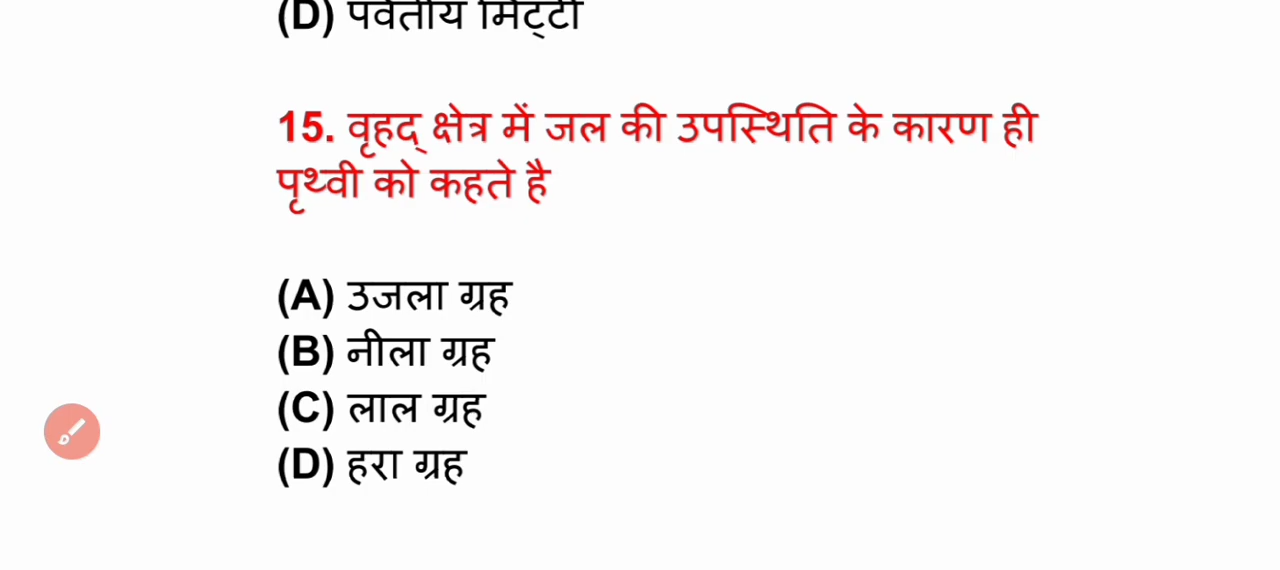 (D) पर्वतीय मिट्टी
15. वृहद् क्षेत्र में जल की उपस्थिति के कारण ही
पृथ्वी को कहते है
(A) उजला ग्रह
(B) नीला ग्रह
(C) लाल ग्रह
(D) हरा ग्रह